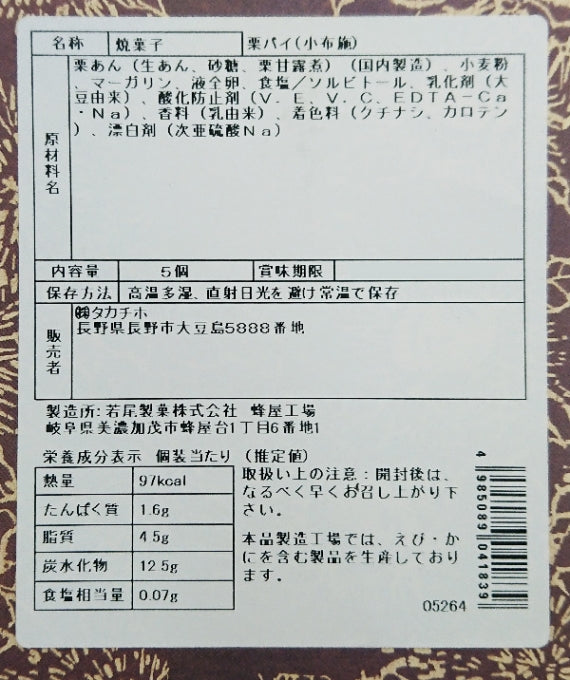 名称 焼菓子 栗パイ(小布施)
原材料名
栗あん(生あん、砂糖、栗甘露煮)(国内製造)、小麦粉
、マーガリン、液全卵、食塩/ソルビトール、乳化剤(大
豆由来)、酸化防止剤(V.E、V.C、EDTA-Ca
・Na)、香料(乳由来)、着色料(クチナシ、カロテン
)、漂白剤(次亜硫酸Na)
内容量 5個 賞味期限
保存方法 高温多湿、直射日光を避け常温で保存
販売者
㈱タカチホ
長野県長野市大豆島5888番地
製造所:若尾製菓株式会社 蜂屋工場
岐阜県美濃加茂市蜂屋台1丁目6番地1
栄養成分表示 個装当たり (推定値)
熱量 97kcal
たんぱく質 1.6g
脂質 4.5g
炭水化物 12.5g
食塩相当量 0.07g
取扱い上の注意:開封後は、
なるべく早くお召し上がり下
さい。
本品製造工場では、えび・か
にを含む製品を生産しており
ます。
05264
4 985089 041839